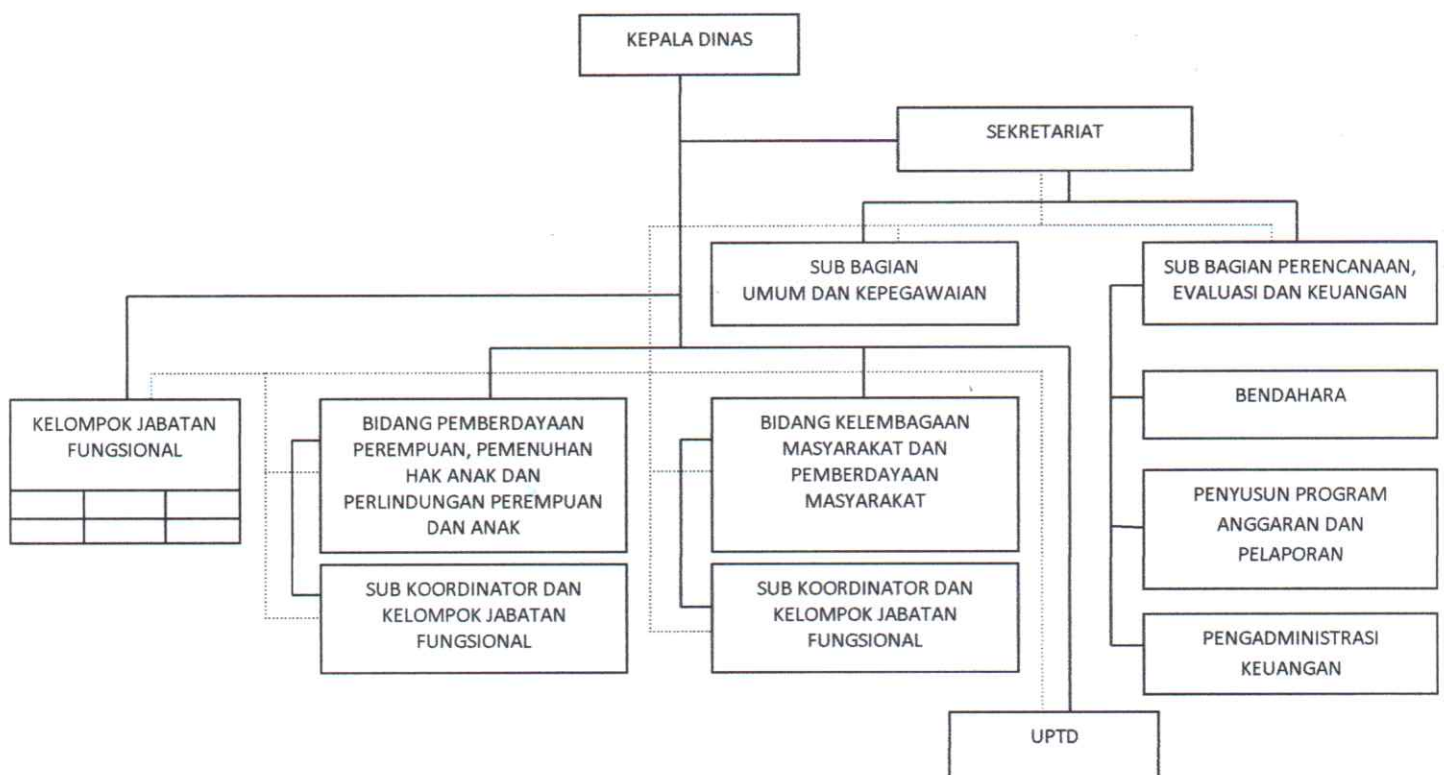 KEPALA DINAS
SEKRETARIAT
SUB BAGIAN
UMUM DAN KEPEGAWAIAN
SUB BAGIAN PERENCANAAN,
EVALUASI DAN KEUANGAN
KELOMPOK JABATAN
FUNGSIONAL
BIDANG PEMBERDAYAAN
PEREMPUAN, PEMENUHAN
HAK ANAK DAN
PERLINDUNGAN PEREMPUAN
DAN ANAK
BIDANG KELEMBAGAAN
MASYARAKAT DAN
PEMBERDAYAAN
MASYARAKAT
BENDAHARA
PENYUSUN PROGRAM
ANGGARAN DAN
PELAPORAN
SUB KOORDINATOR DAN
KELOMPOK JABATAN
FUNGSIONAL
SUB KOORDINATOR DAN
KELOMPOK JABATAN
FUNGSIONAL
PENGADMINISTRASI
KEUANGAN
UPTD